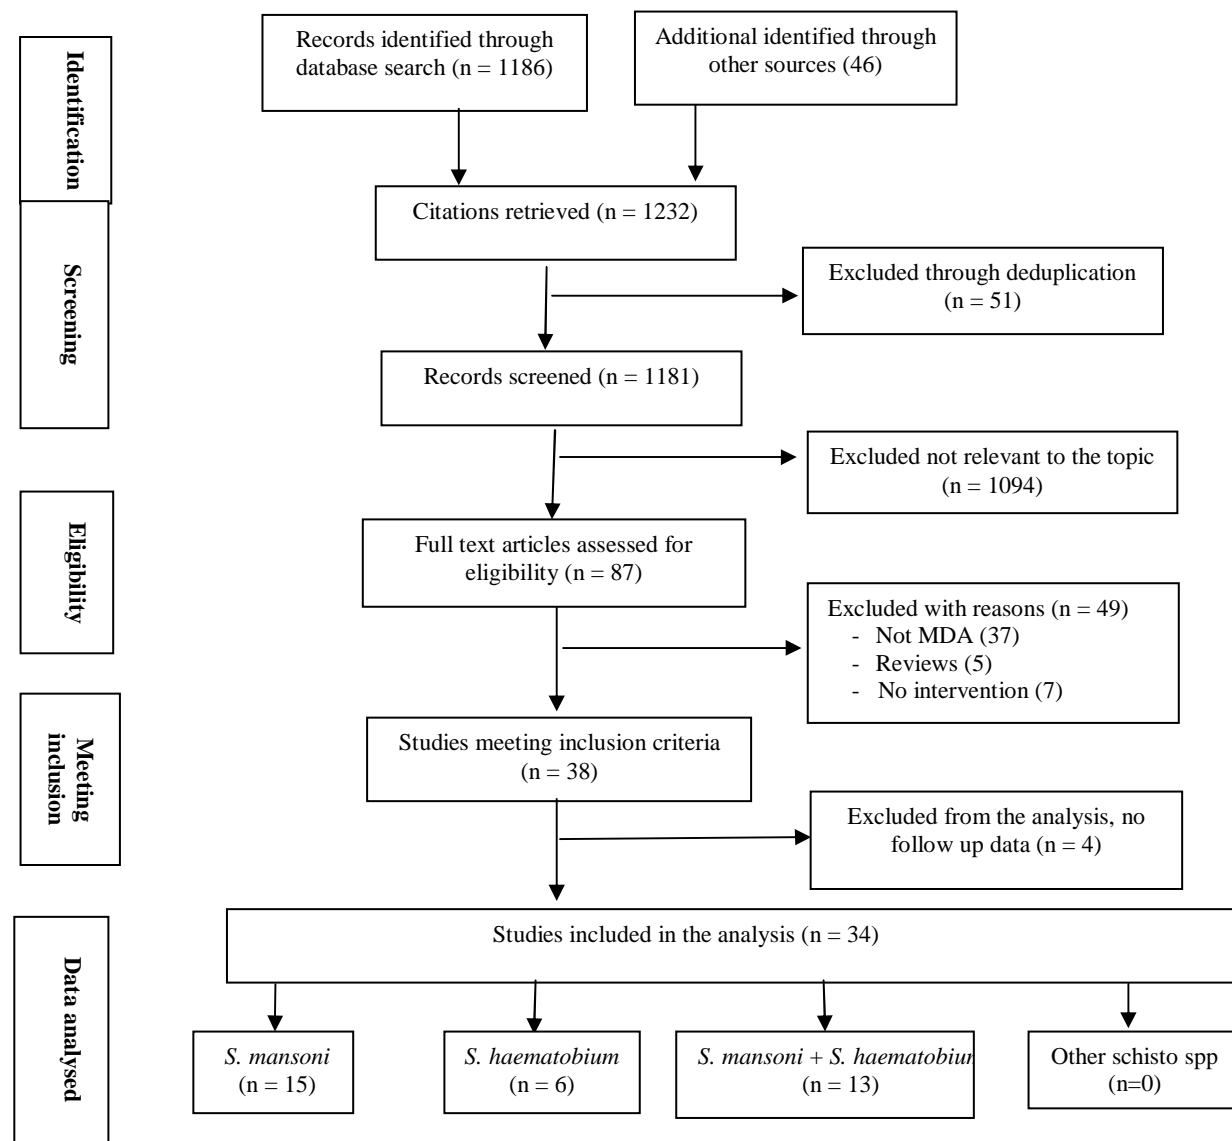 Identification
Records identified through
database search (n = 1186)
Additional identified through
other sources (46)
Citations retrieved (n = 1232)
Screening
Excluded through deduplication
(n = 51)
Records screened (n = 1181)
Excluded not relevant to the topic
(n = 1094)
Eligibility
Full text articles assessed for
eligibility (n = 87)
Excluded with reasons (n = 49)
- Not MDA (37)
- Reviews (5)
- No intervention (7)
Meeting
inclusion
Studies meeting inclusion criteria
(n = 38)
Excluded from the analysis, no
follow up data (n = 4)
Data analysed
Studies included in the analysis (n = 34)
S. mansoni
(n = 15)
S. haematobium
(n = 6)
S. mansoni + S. haematobium
(n = 13)
Other schisto spp
(n=0)